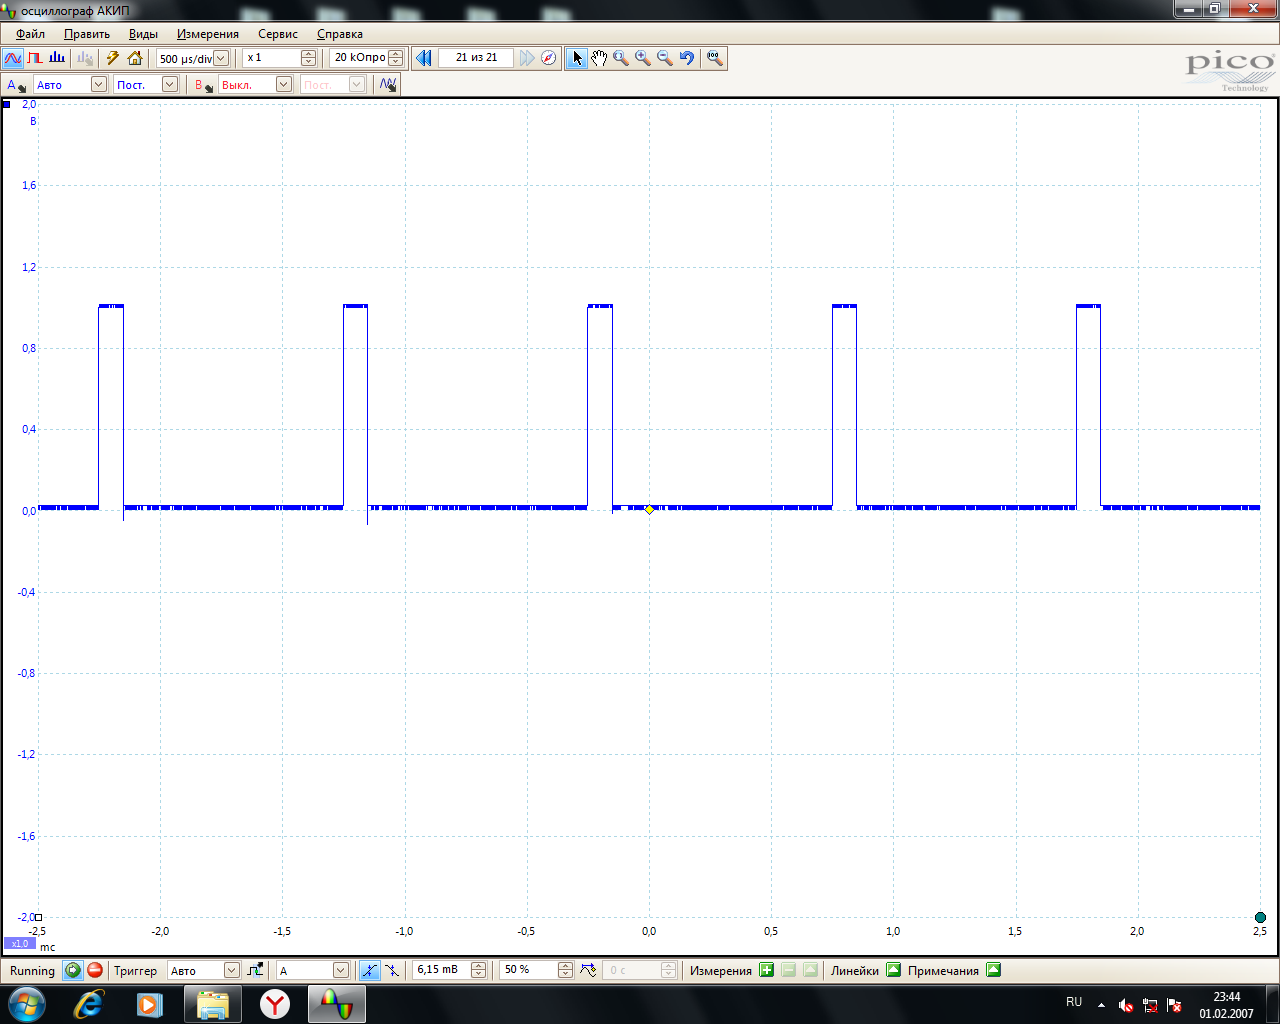 осциллограф АКИП
Файл Править Виды Измерения Сервис Справка
500 µs/div x 1 20 kОпро 21 из 21
pico
Technology
A Авто Пост. B Выкл. Пост.
2,0
В
1,6
1,2
0,8
0,4
0,0
-0,4
-0,8
-1,2
-1,6
-2,0
-2,5 -2,0 -1,5 -1,0 -0,5 0,0 0,5 1,0 1,5 2,0 2,5
x1,0 mc
Running Триггер Авто A 6,15 mВ 50 % 0 c Измерения Линейки Примечания
RU 23:44
01.02.2007